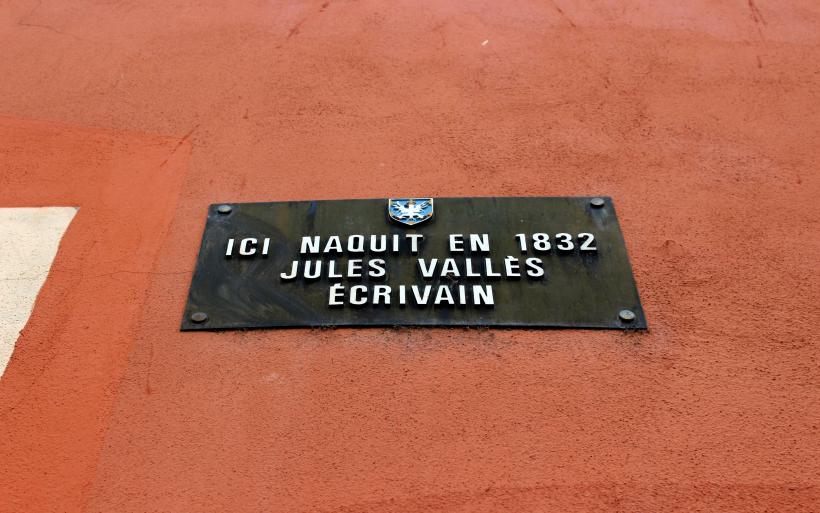 ICI NAQUIT EN 1832
JULES VALLÈS
ÉCRIVAIN